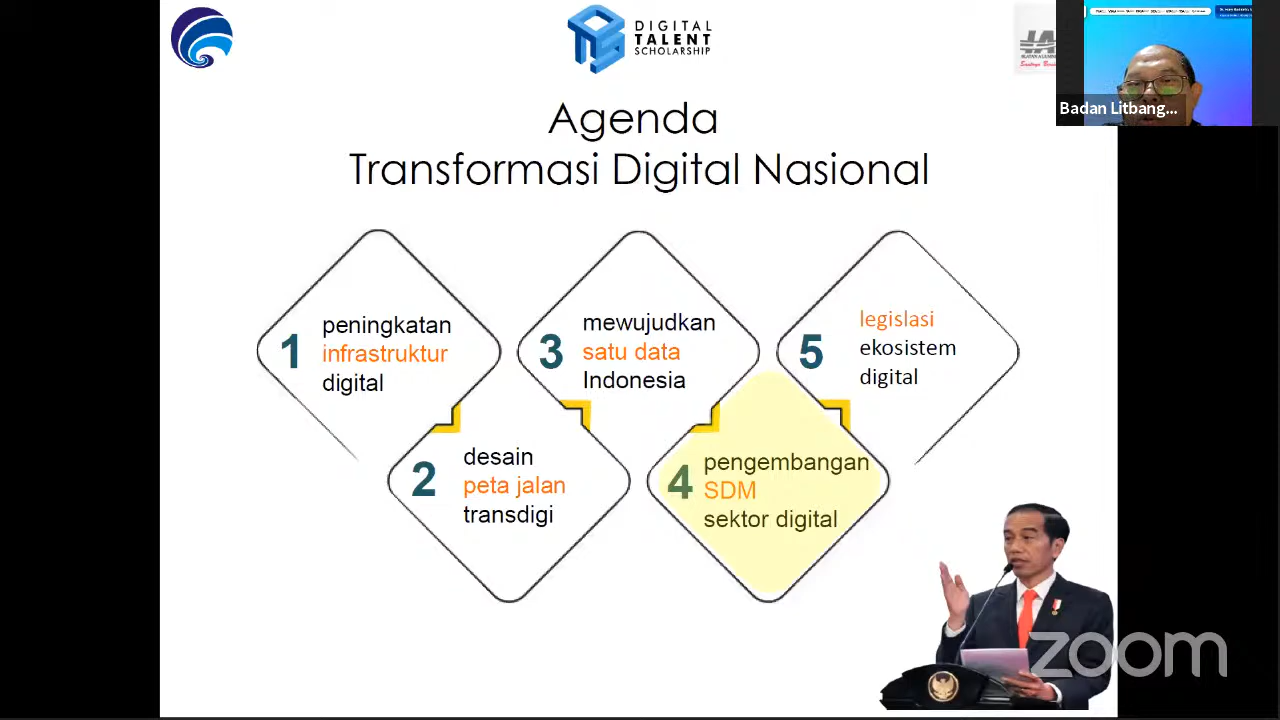 DIGITAL
TALENT
SCHOLARSHIP
Badan Litbang...
Agenda
Transformasi Digital Nasional
1
peningkatan
infrastruktur
digital
2
desain
peta jalan
transdigi
3
mewujudkan
satu data
Indonesia
4
pengembangan
SDM
sektor digital
5
legislasi
ekosistem
digital
zoom